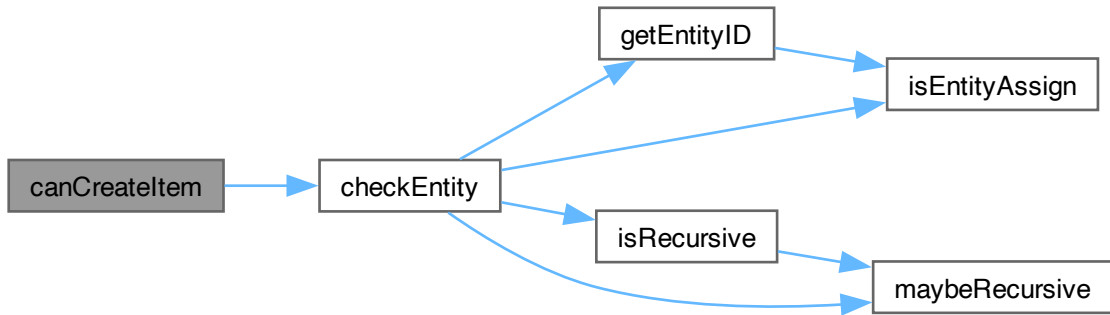 getEntityID
isEntityAssign
canCreateItem
checkEntity
isRecursive
maybeRecursive